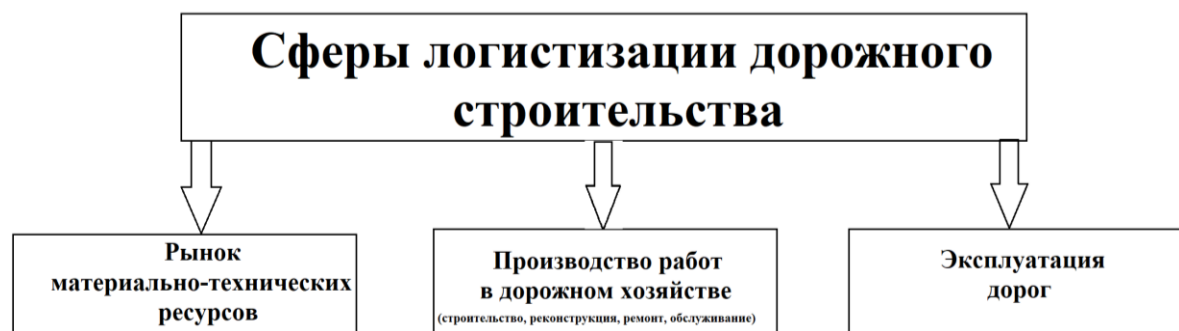 Сферы логистизации дорожного
строительства
Рынок
материально-технических
ресурсов
Производство работ
в дорожном хозяйстве
(строительство, реконструкция, ремонт, обслуживание)
Эксплуатация
дорог